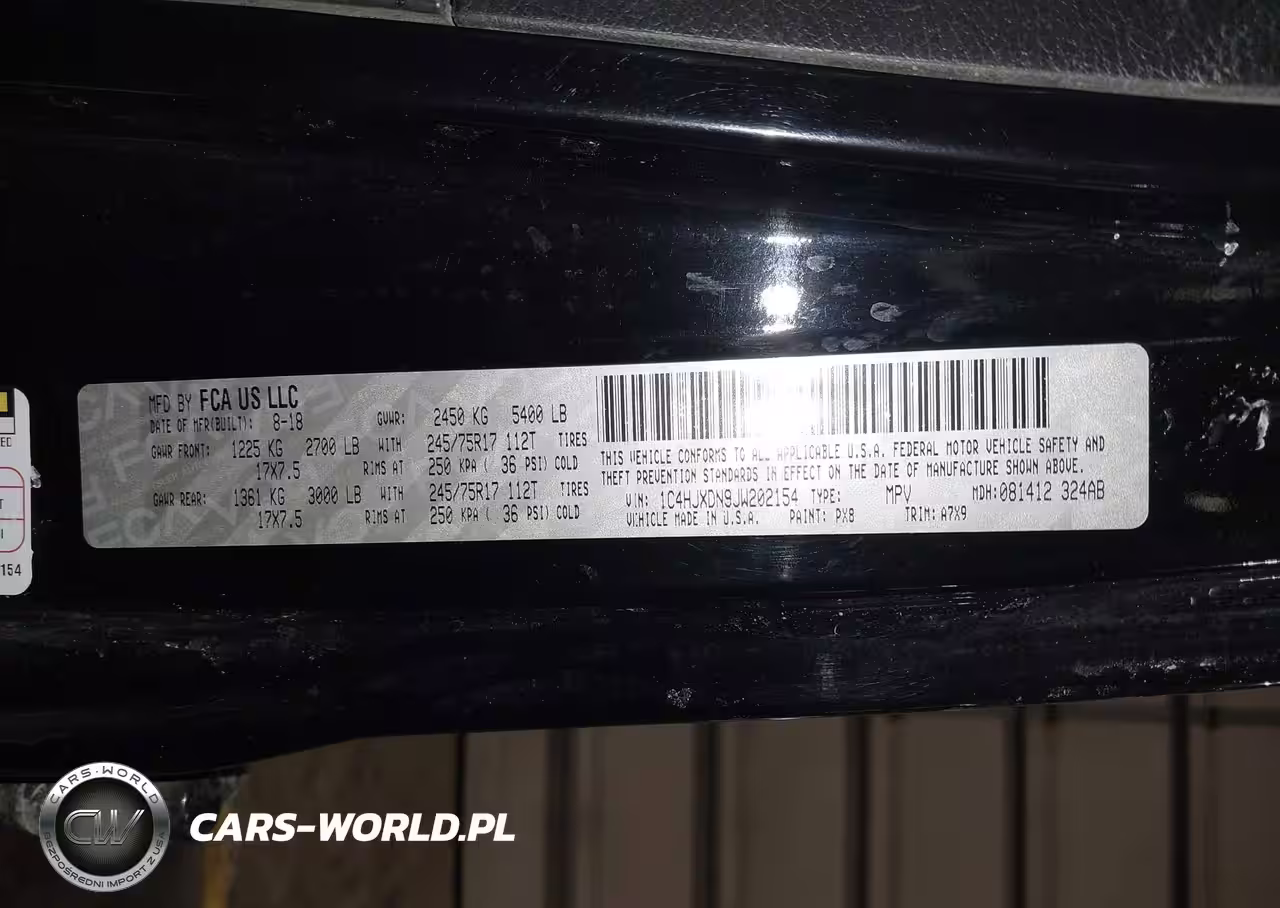 MFD BY FCA US LLC
DATE OF MFR(BUILT): 8-18 GVWR: 2450 KG 5400 LB
GAWR FRONT: 1225 KG 2700 LB WITH 245/75R17 112T TIRES
17X7.5 RIMS AT 250 KPA ( 36 PSI) COLD
GAWR REAR: 1361 KG 3000 LB WITH 245/75R17 112T TIRES
17X7.5 RIMS AT 250 KPA ( 36 PSI) COLD
THIS VEHICLE CONFORMS TO ALL APPLICABLE U.S.A. FEDERAL MOTOR VEHICLE SAFETY AND
THEFT PREVENTION STANDARDS IN EFFECT ON THE DATE OF MANUFACTURE SHOWN ABOVE.
VIN: 1C4HJXDN9JW202154 TYPE: MPV MDH:081412 324AB
VEHICLE MADE IN U.S.A. PAINT: PX8 TRIM: A7X9
154
CARS-WORLD
CW
BEZPOŚREDNI IMPORT Z USA
CARS-WORLD.PL